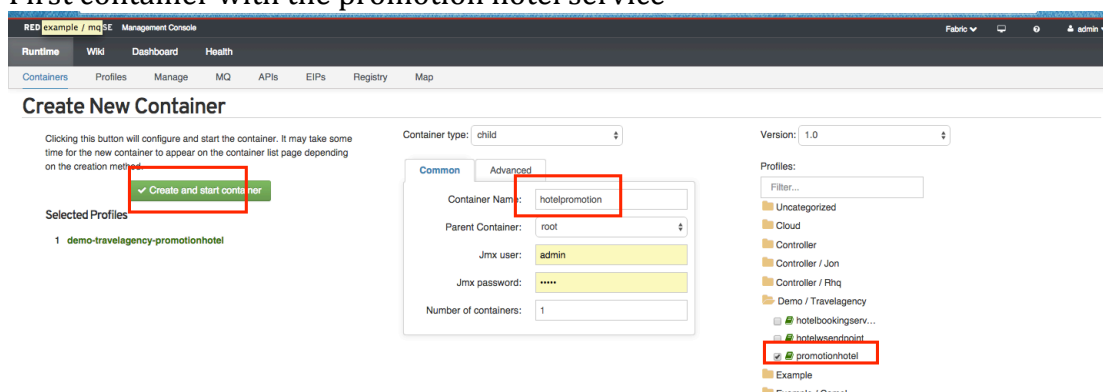 First container with the promotion hotel service
RED example / mq SE Management Console Fabric admin
Runtime Wiki Dashboard Health
Containers Profiles Manage MQ APIs EIPs Registry Map
Create New Container
Clicking this button will configure and start the container. It may take some
time for the new container to appear on the container list page depending
on the creation method.
✓ Create and start container
Selected Profiles
1 demo-travelagency-promotionhotel
Container type: child
Common Advanced
Container Name: hotelpromotion
Parent Container: root
Jmx user: admin
Jmx password: •••••
Number of containers: 1
Version: 1.0
Profiles:
Filter...
Uncategorized
Cloud
Controller
Controller / Jon
Controller / Rhq
Demo / Travelagency
hotelbookingserv...
hotelwsendpoint
promotionhotel
Example
Example / Camel